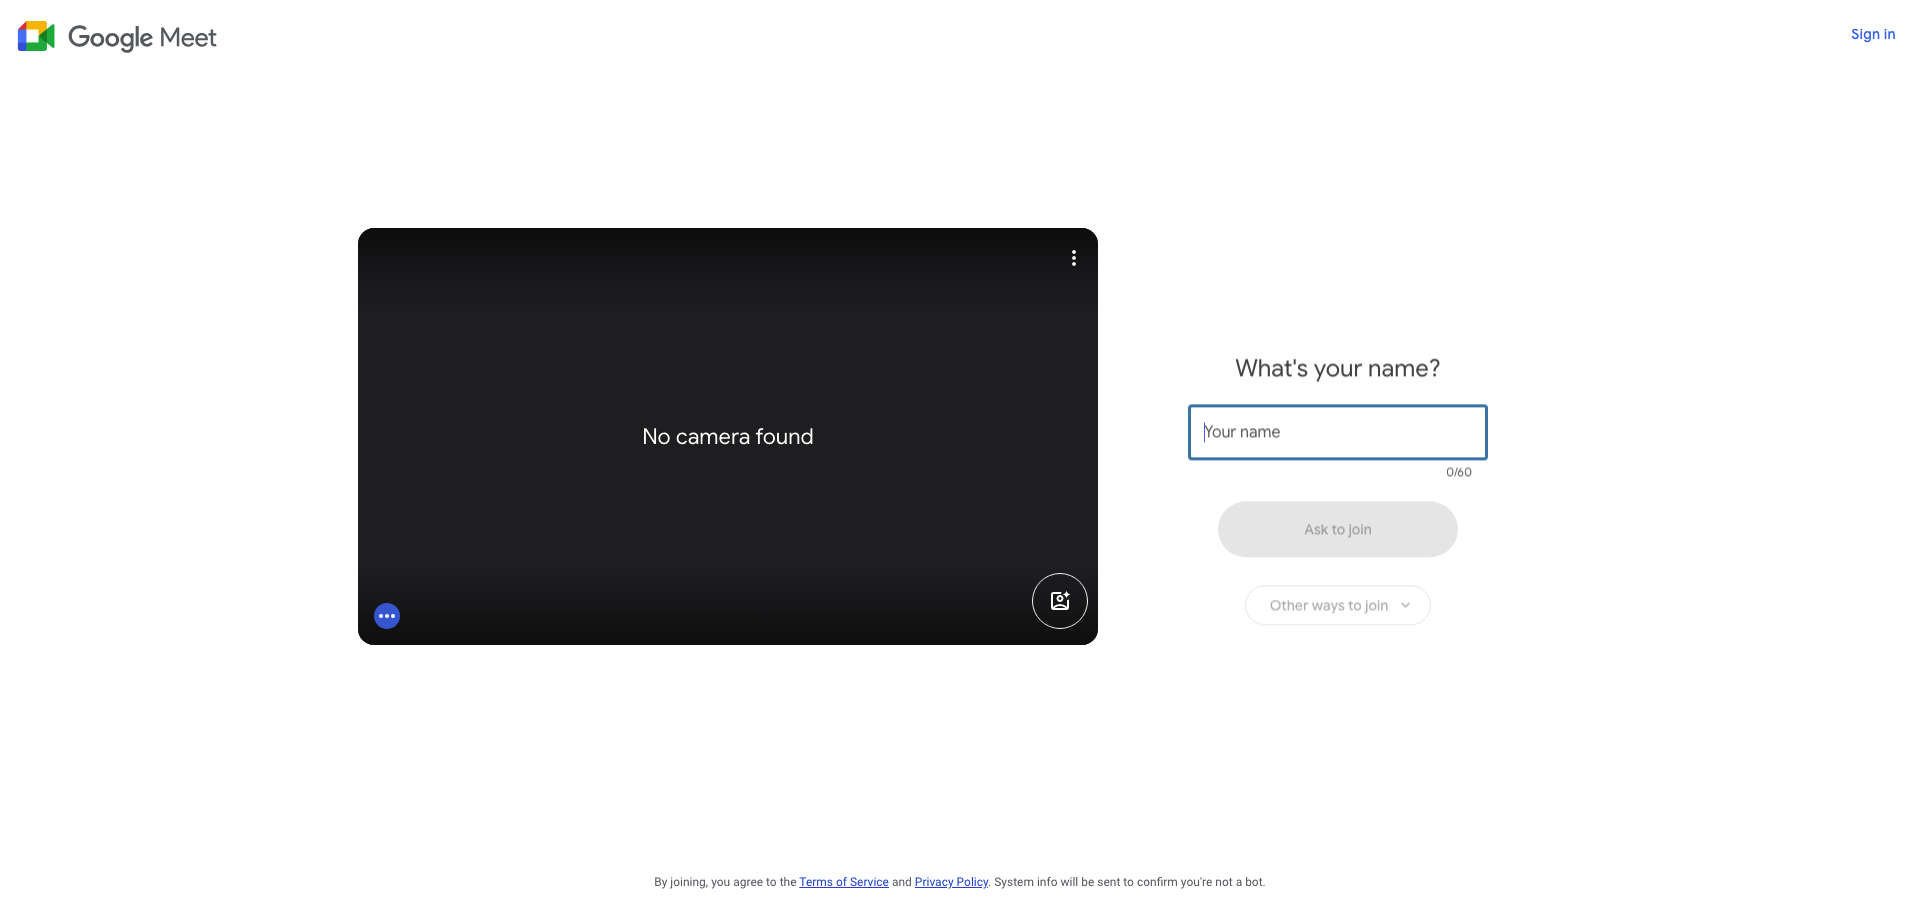 Google Meet
Sign in
No camera found
What's your name?
Your name
0/60
Ask to join
Other ways to join
By joining, you agree to the Terms of Service and Privacy Policy. System info will be sent to confirm you're not a bot.